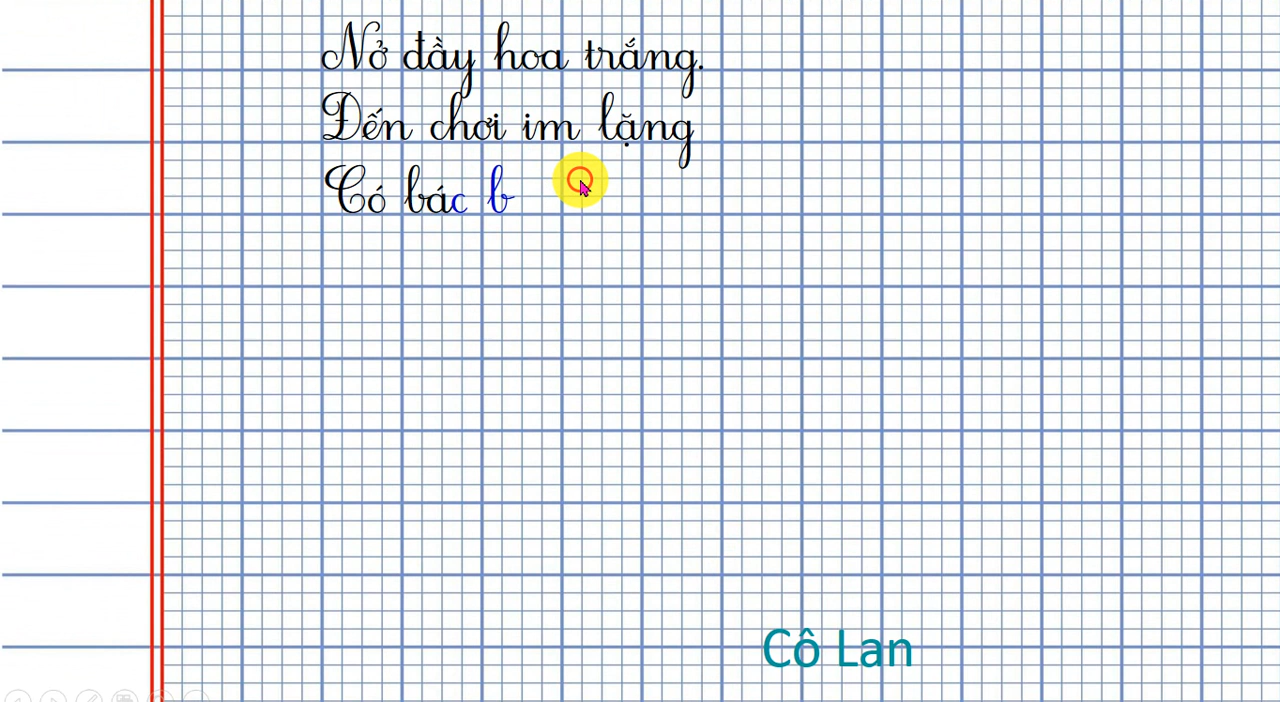 Nở đầy hoa trắng.
Đến chơi im lặng
Có bác b
Cô Lan